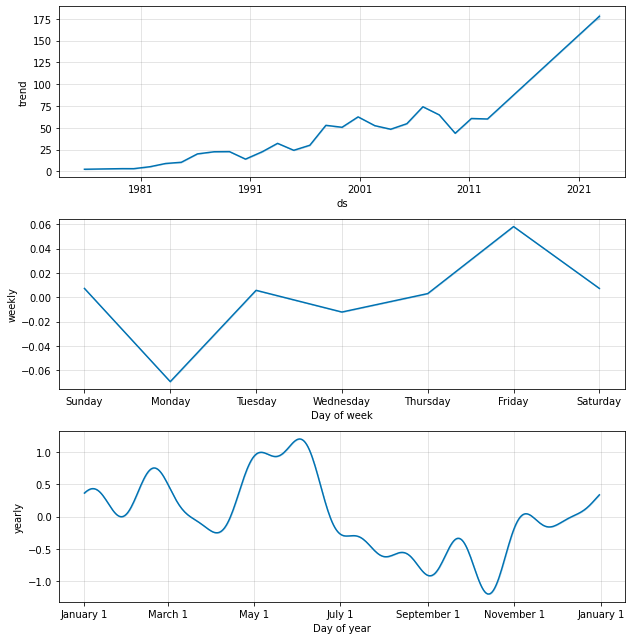 175
150
125
100
75
50
25
0
trend
1981 1991 2001 2011 2021
ds
0.06
0.04
0.02
0.00
−0.02
−0.04
−0.06
weekly
Sunday Monday Tuesday Wednesday Thursday Friday Saturday
Day of week
1.0
0.5
0.0
−0.5
−1.0
yearly
January 1 March 1 May 1 July 1 September 1 November 1 January 1
Day of year